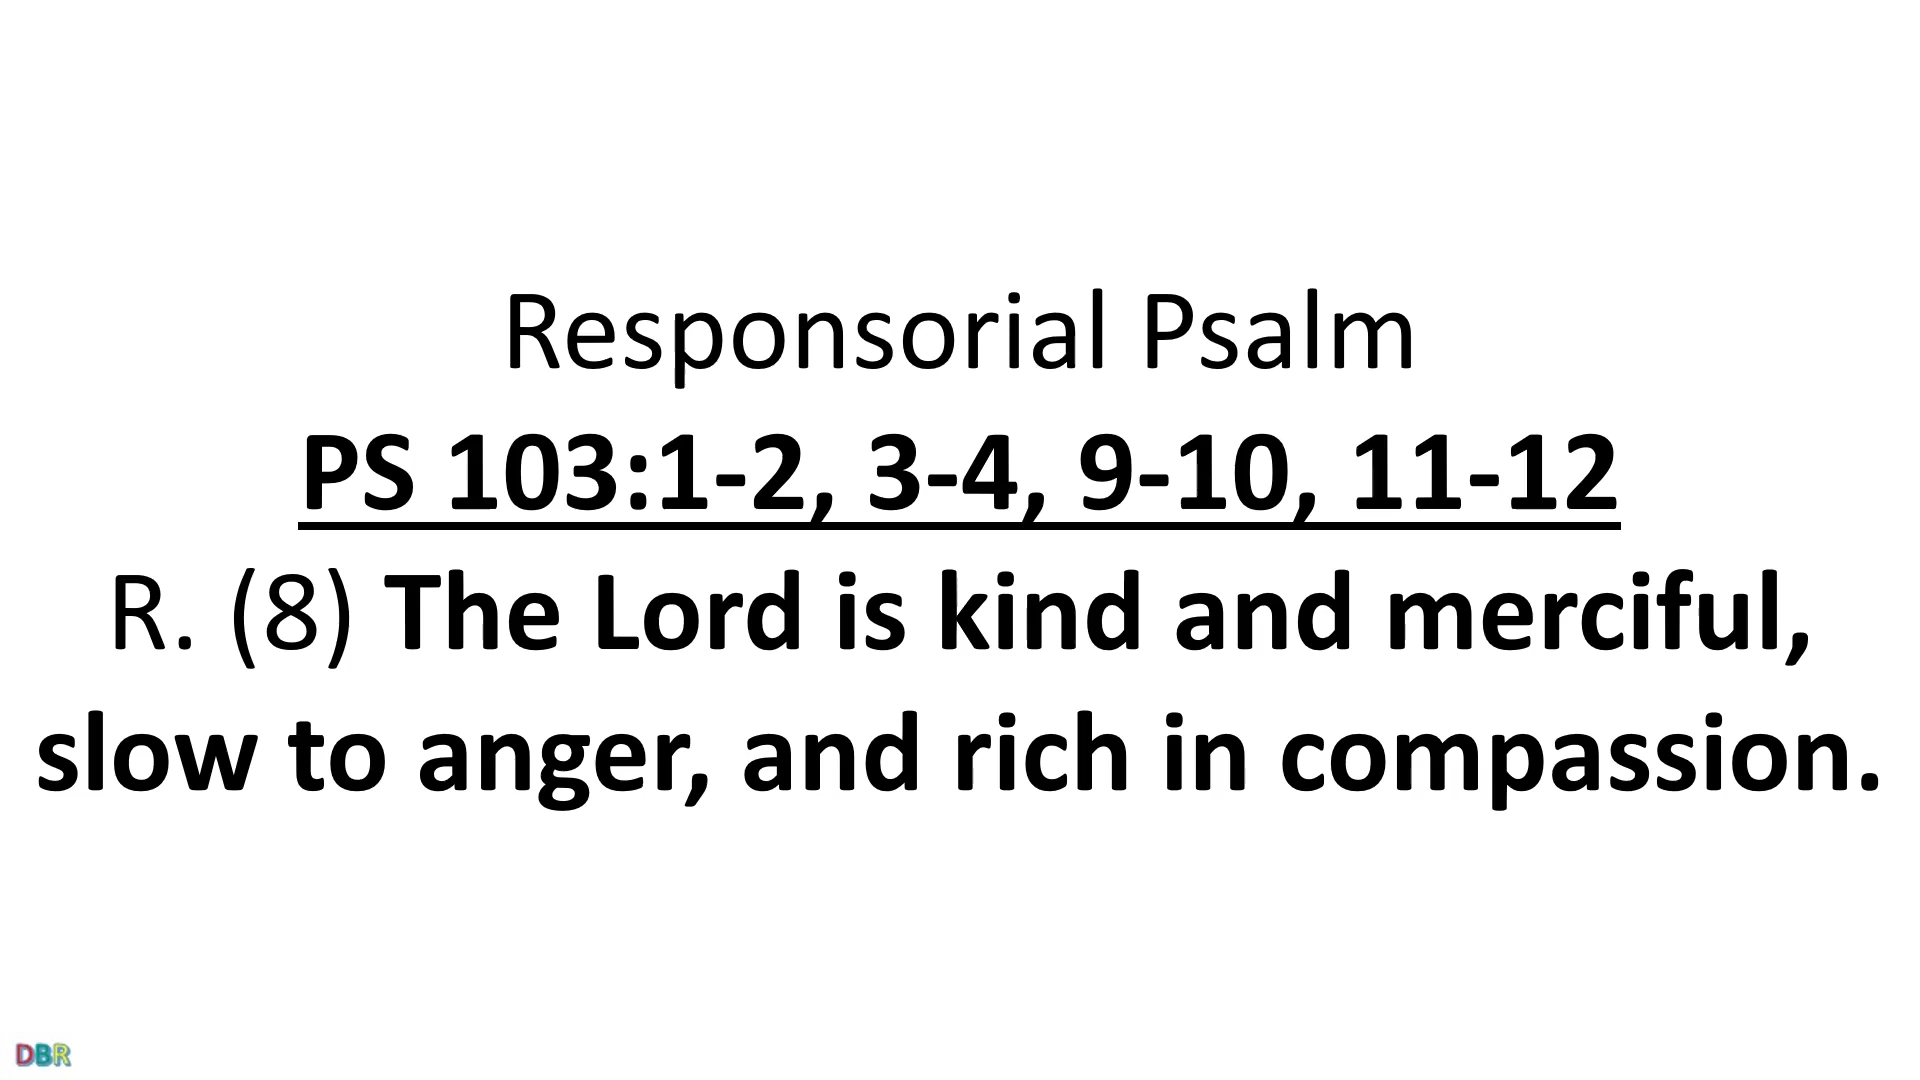 Responsorial Psalm
PS 103:1-2, 3-4, 9-10, 11-12
R. (8) The Lord is kind and merciful,
slow to anger, and rich in compassion.
DBR